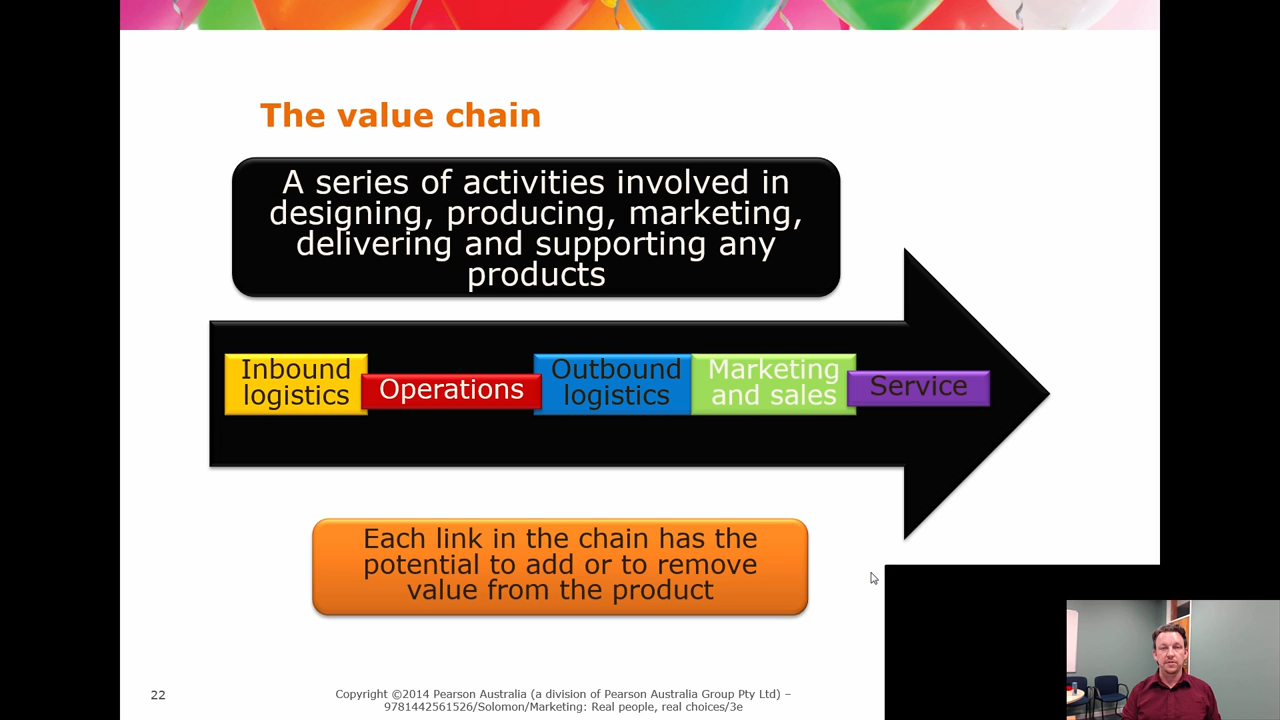 The value chain
A series of activities involved in
designing, producing, marketing,
delivering and supporting any
products
Inbound
logistics
Operations
Outbound
logistics
Marketing
and sales
Service
Each link in the chain has the
potential to add or to remove
value from the product
22
Copyright ©2014 Pearson Australia (a division of Pearson Australia Group Pty Ltd) –
9781442561526/Solomon/Marketing: Real people, real choices/3e